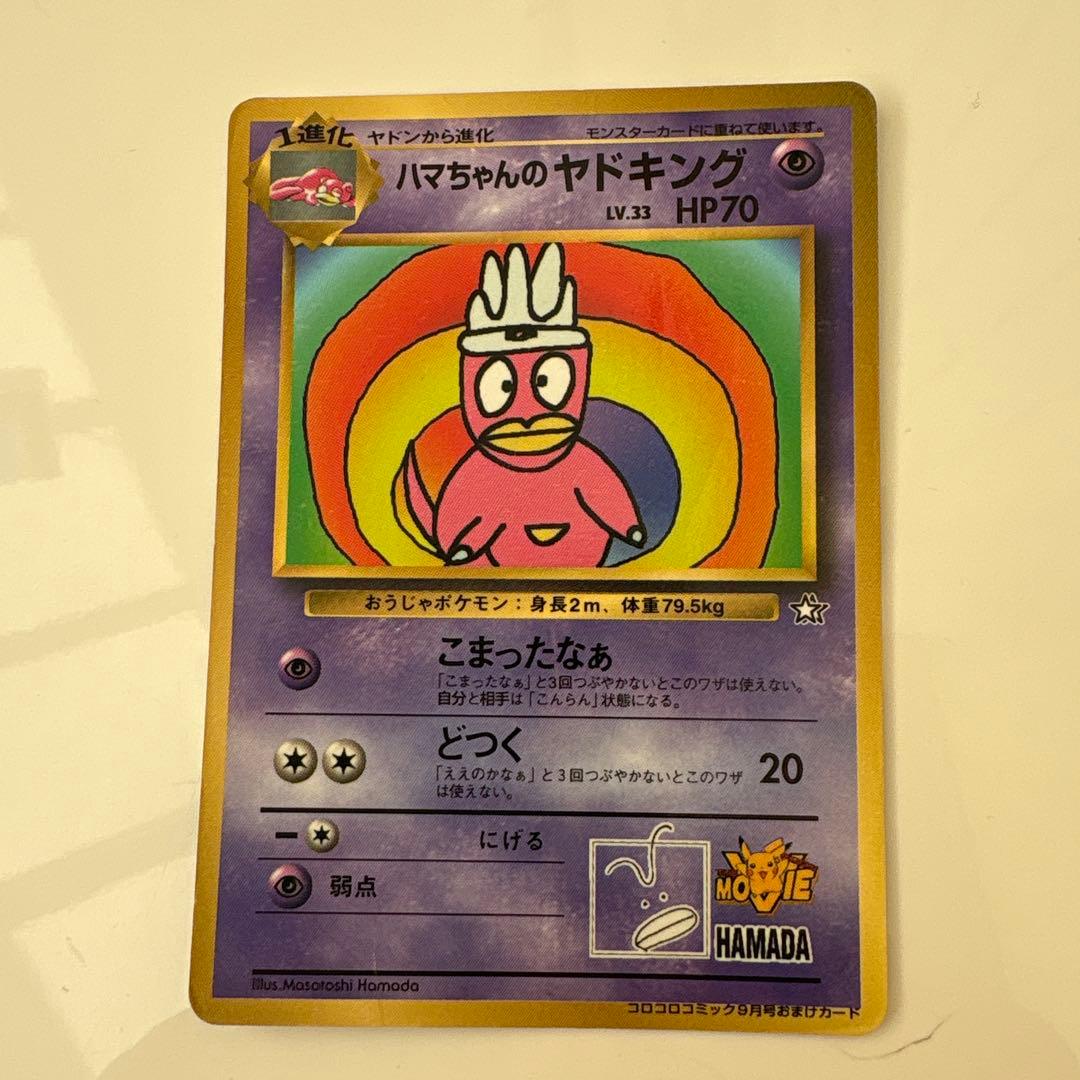 1進化 ヤドンから進化 モンスターカードに重ねて使います。
ハマちゃんのヤドキング
LV.33 HP70
おうじゃポケモン：身長2m、体重79.5kg
こまったなぁ
「こまったなぁ」と3回つぶやかないとこのワザは使えない。
自分と相手は「こんらん」状態になる。
どつく
「ええのかなぁ」と3回つぶやかないとこのワザ
は使えない。
20
ー
にげる
弱点
MOVIE
HAMADA
Illus.Masatoshi Hamada
コロコロコミック9月号おまけカード